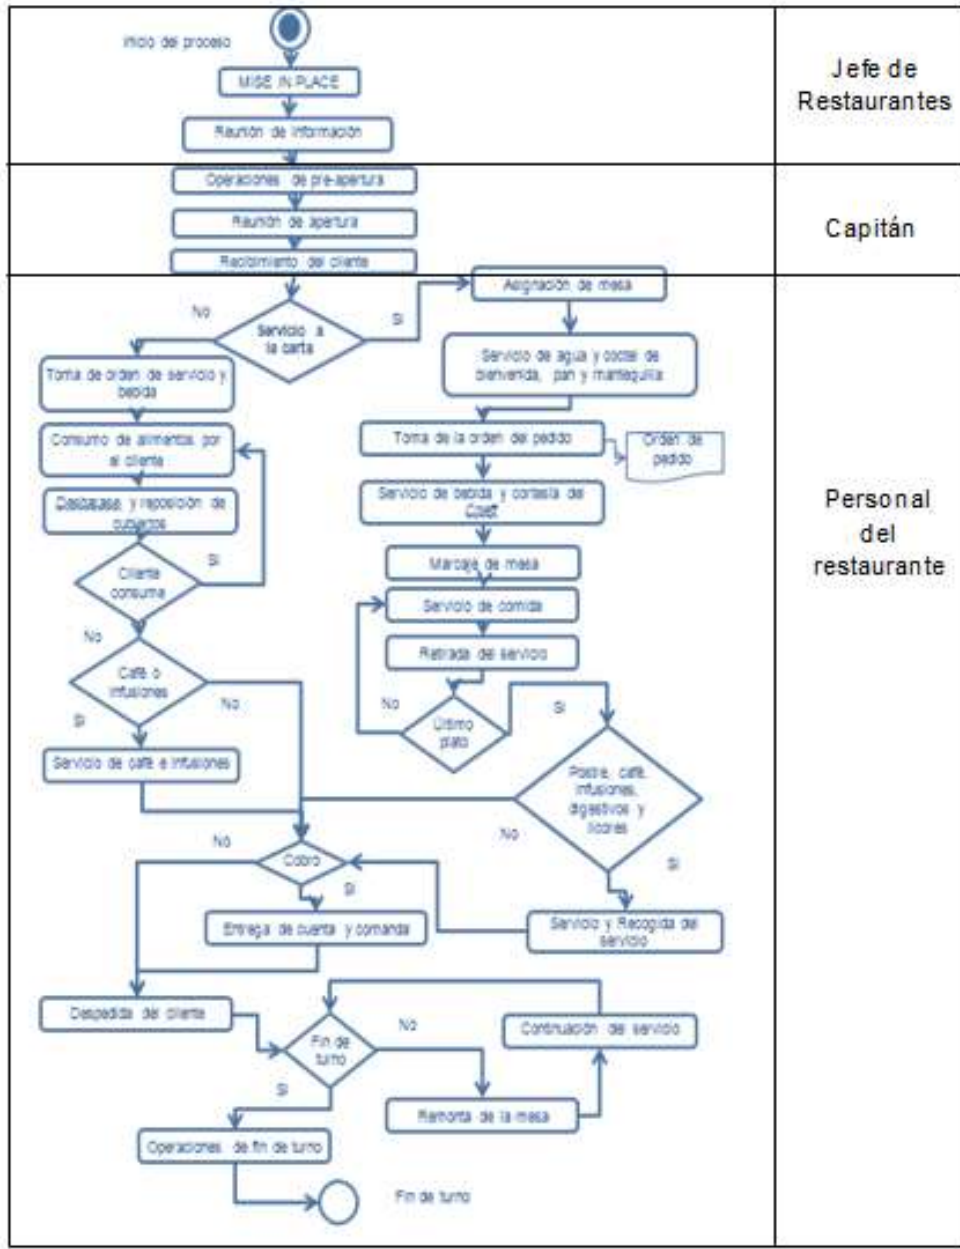 Inicio del proceso
MISE IN PLACE
Reunión de información
Jefe de
Restaurantes
Operaciones de pre-apertura
Reunión de apertura
Recibimiento del cliente
Capitán
Asignación de mesa
No
Servicio a
la carta
Si
Servicio de agua y coctel de
bienvenida, pan y mantequilla
Toma de orden de servicio y
bebida
Consumo de alimentos por
el cliente
Toma de la orden del pedido
Orden de
pedido
Desbarase y reposición de
cubiertos
Servicio de bebida y cortesía del
Si
Cliente
consume
Marcaje de mesa
Servicio de comida
Retirada del servicio
Personal
del
restaurante
No
Café o
infusiones
No
Si
No
Último
plato
Si
Servicio de café e infusiones
Postre, café,
infusiones,
digestivos y
licores
No
Si
No
Cobro
Si
Entrega de cuenta y comanda
Servicio y Recogida del
servicio
Despedida del cliente
Fin de
turno
No
Continuación del servicio
Si
Remonta de la mesa
Operaciones de fin de turno
Fin de turno